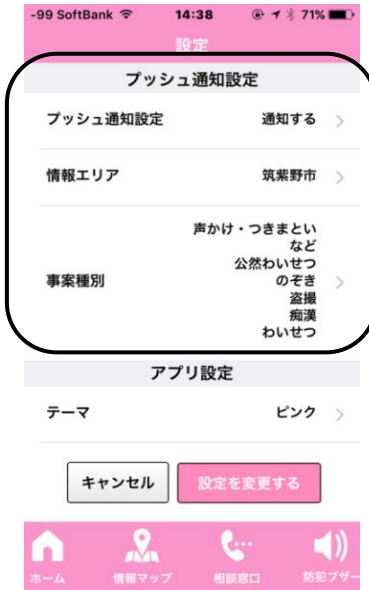 -99 SoftBank 14:38 71%
設定
プッシュ通知設定
プッシュ通知設定 通知する
情報エリア 筑紫野市
事案種別 声かけ・つきまとい
など
公然わいせつ
のぞき
盗撮
痴漢
わいせつ
アプリ設定
テーマ ピンク
キャンセル 設定を変更する
ホーム 情報マップ 相談窓口 防犯ブザー